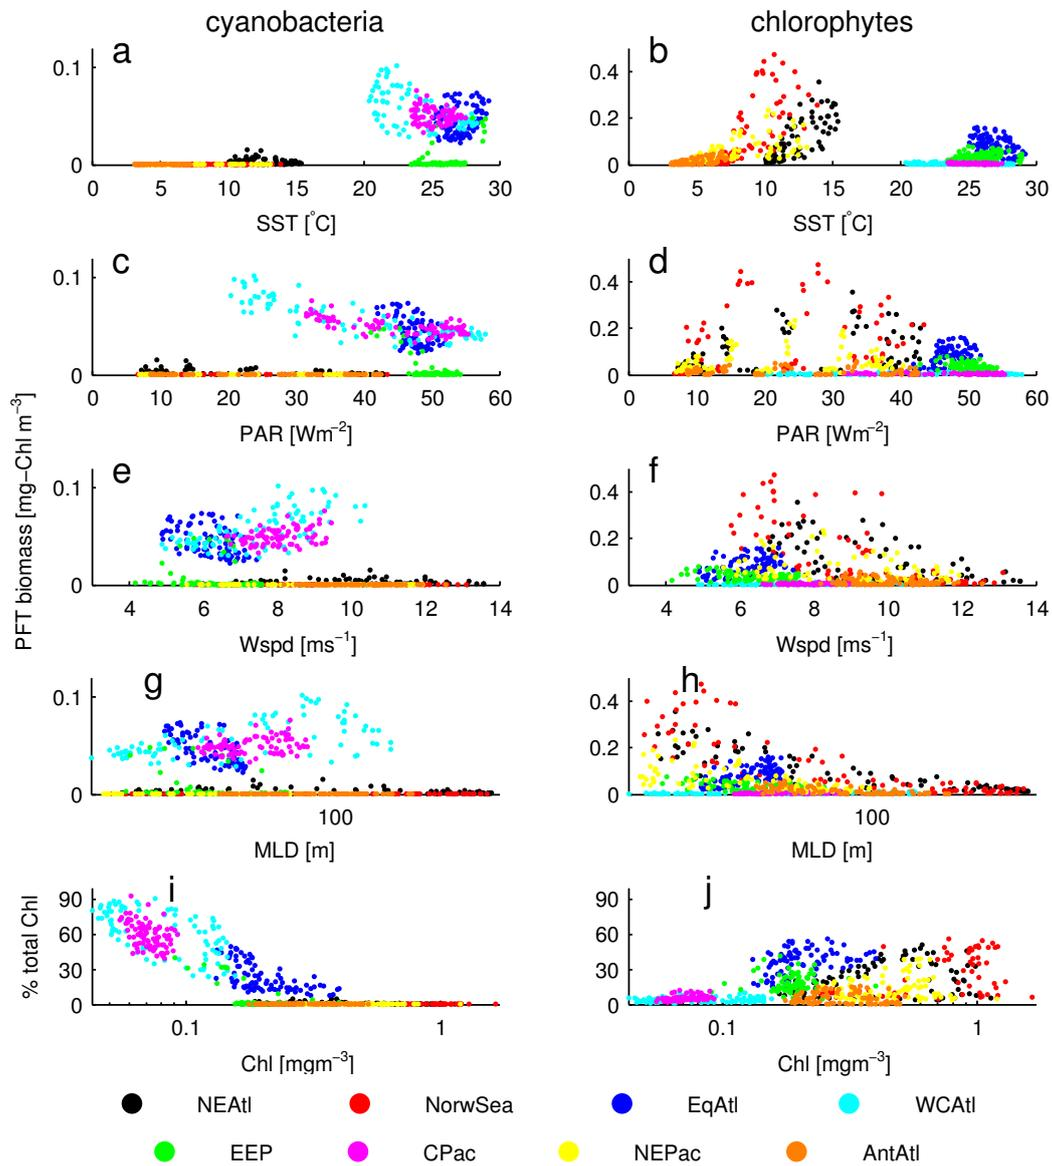 cyanobacteria chlorophytes
a b
0.1 0.4
0.2
0 0
0 5 10 15 20 25 30 0 5 10 15 20 25 30
SST [°C] SST [°C]
c d
0.1 0.4
0.2
0 0
0 10 20 30 40 50 60 0 10 20 30 40 50 60
PAR [Wm−2] PAR [Wm−2]
PFT biomass [mg−Chl m−3]
e f
0.1 0.4
0.2
0 0
4 6 8 10 12 14 4 6 8 10 12 14
Wspd [ms−1] Wspd [ms−1]
g h
0.1 0.4
0.2
0 0
100 100
MLD [m] MLD [m]
i j
% total Chl
90 90
60 60
30 30
0 0
0.1 1 0.1 1
Chl [mgm−3] Chl [mgm−3]
NEAtl NorwSea EqAtl WCAtl
EEP CPac NEPac AntAtl